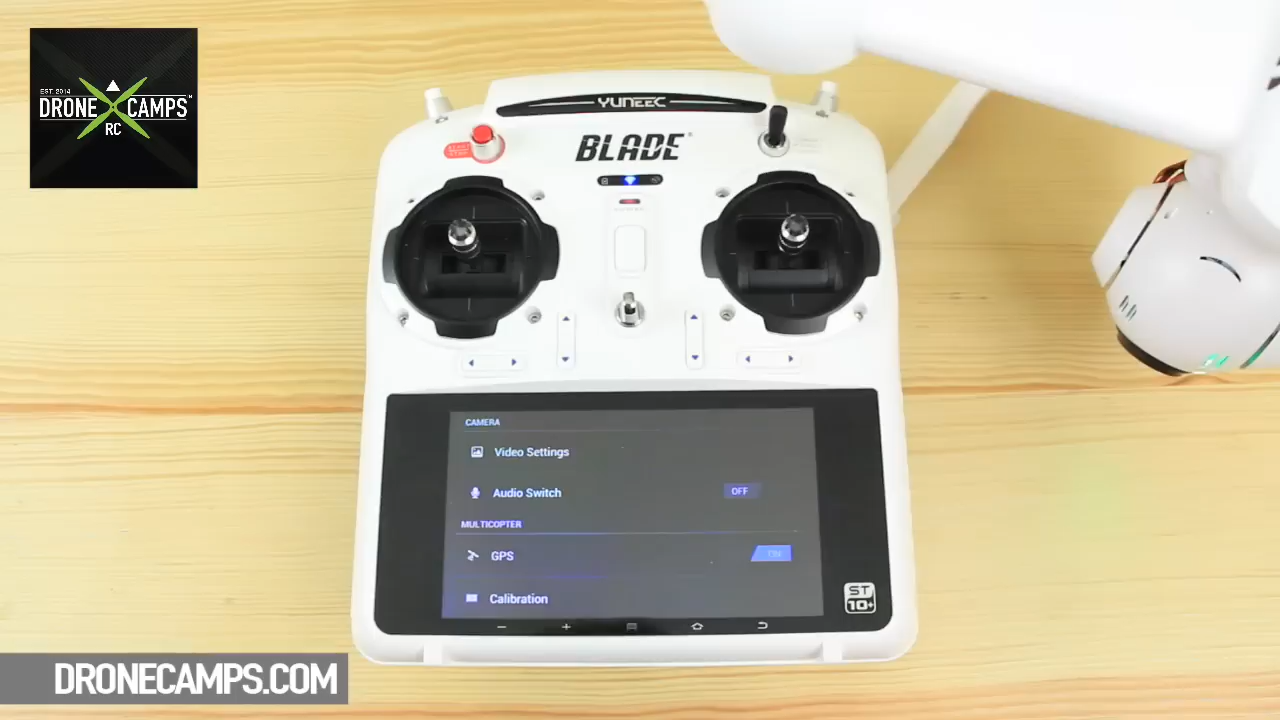 EST. 2014
DRONE CAMPS
RC
YUNEEC
BLADE
CAMERA
Video Settings
Audio Switch OFF
MULTICOPTER
GPS ON
Calibration
ST
10+
DRONECAMPS.COM